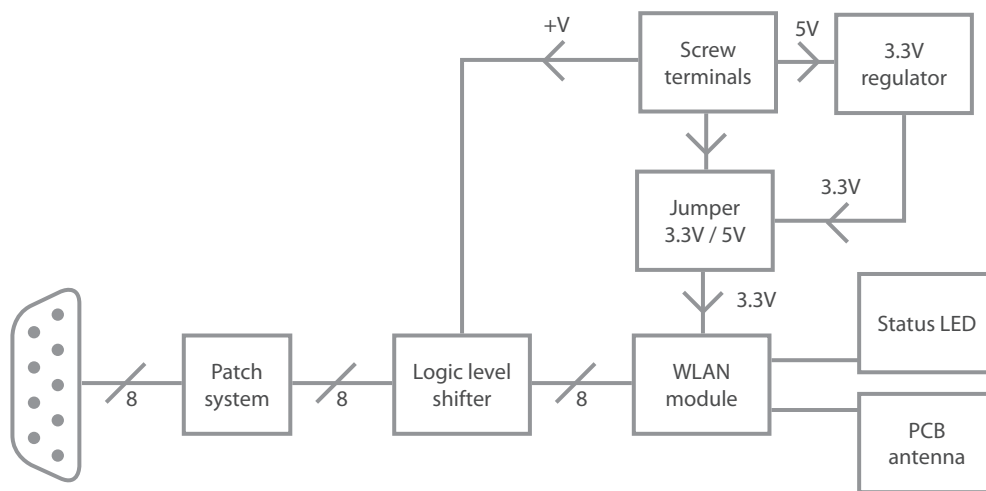 +V
Screw
terminals
5V
3.3V
regulator
Jumper
3.3V / 5V
3.3V
3.3V
Status LED
8
Patch
system
8
Logic level
shifter
8
WLAN
module
PCB
antenna